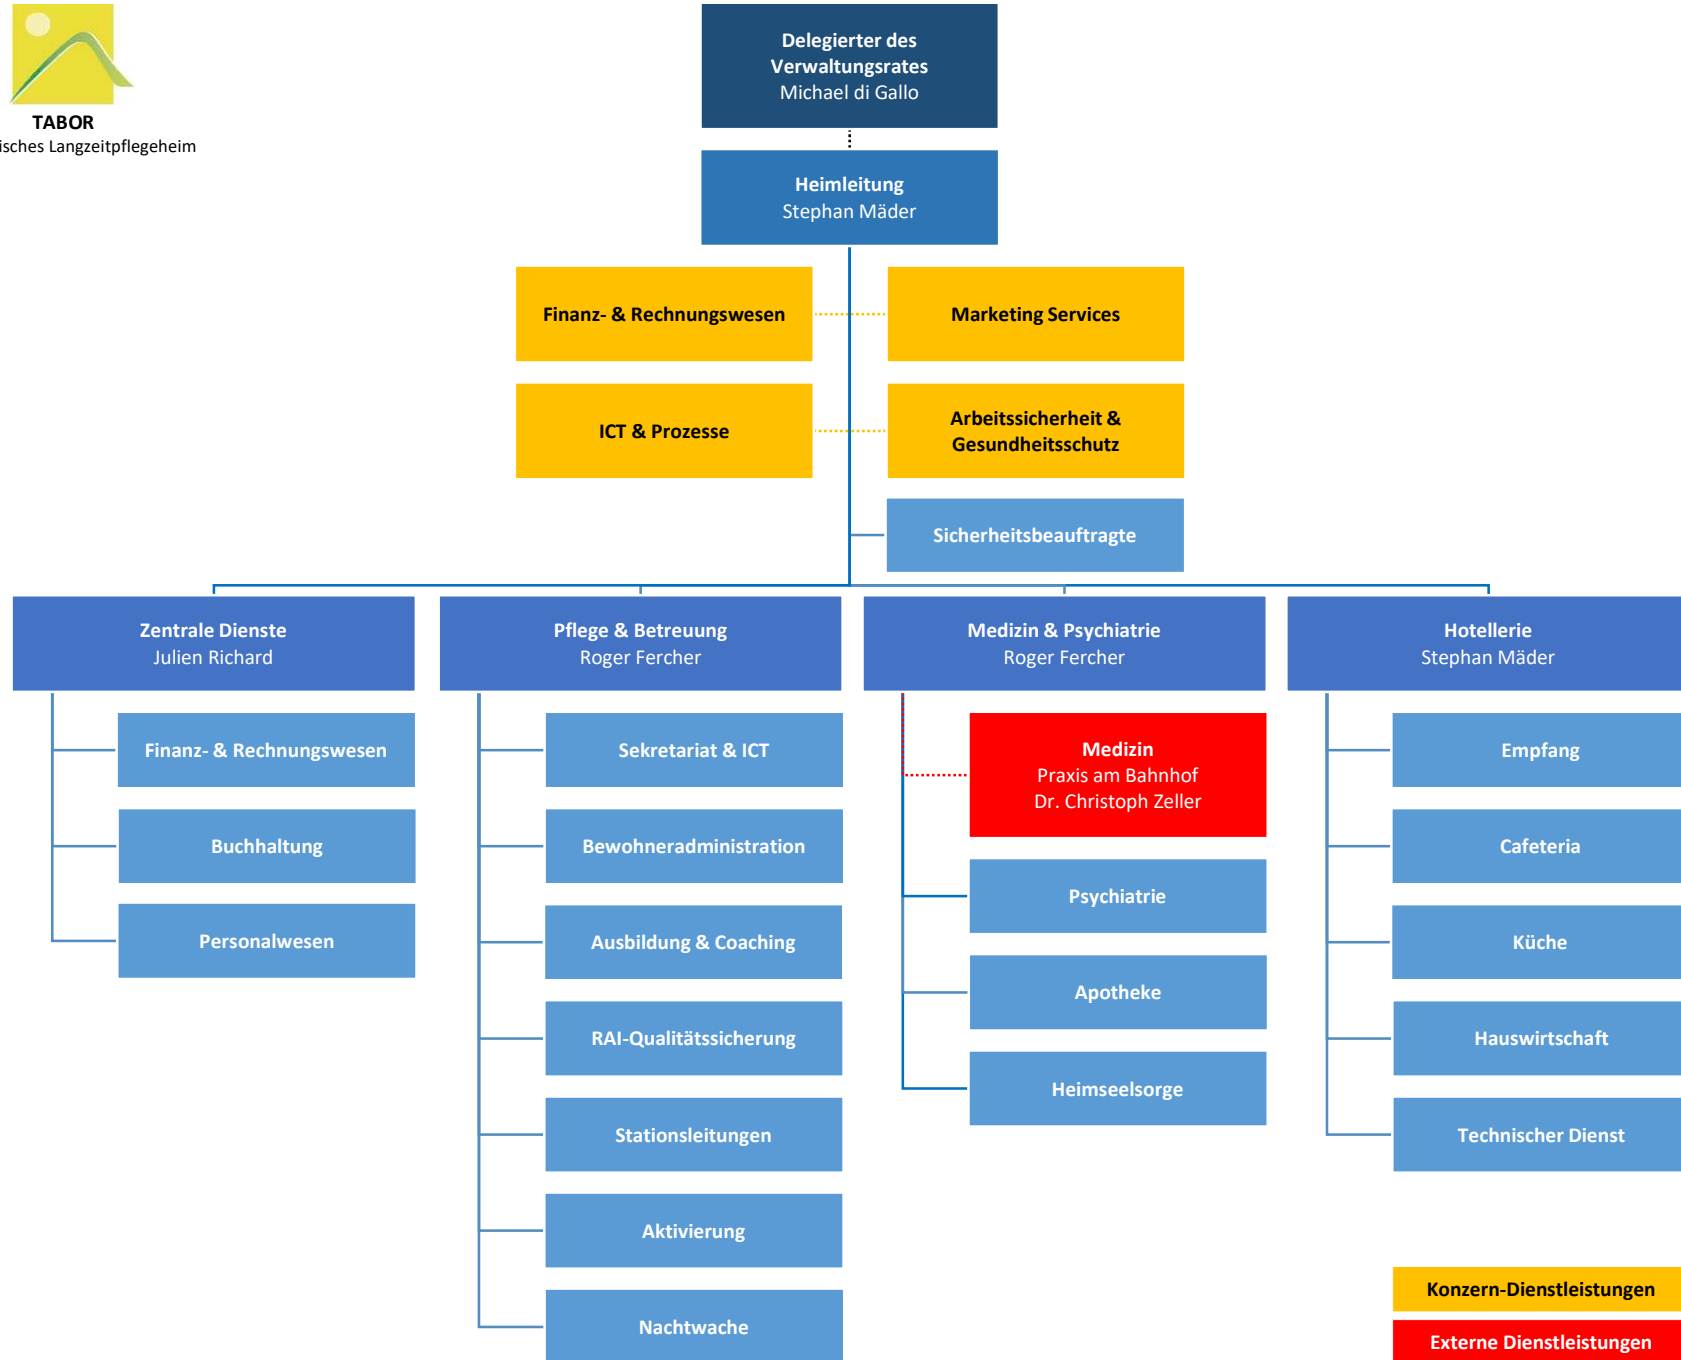 TABOR
isches Langzeitpflegeheim
Delegierter des
Verwaltungsrates
Michael di Gallo
Heimleitung
Stephan Mäder
Finanz- & Rechnungswesen
Marketing Services
ICT & Prozesse
Arbeitssicherheit &
Gesundheitsschutz
Sicherheitsbeauftragte
Zentrale Dienste
Julien Richard
Finanz- & Rechnungswesen
Buchhaltung
Personalwesen
Pflege & Betreuung
Roger Fercher
Sekretariat & ICT
Bewohneradministration
Ausbildung & Coaching
RAI-Qualitätssicherung
Stationsleitungen
Aktivierung
Nachtwache
Medizin & Psychiatrie
Roger Fercher
Medizin
Praxis am Bahnhof
Dr. Christoph Zeller
Psychiatrie
Apotheke
Heimseelsorge
Hotellerie
Stephan Mäder
Empfang
Cafeteria
Küche
Hauswirtschaft
Technischer Dienst
Konzern-Dienstleistungen
Externe Dienstleistungen